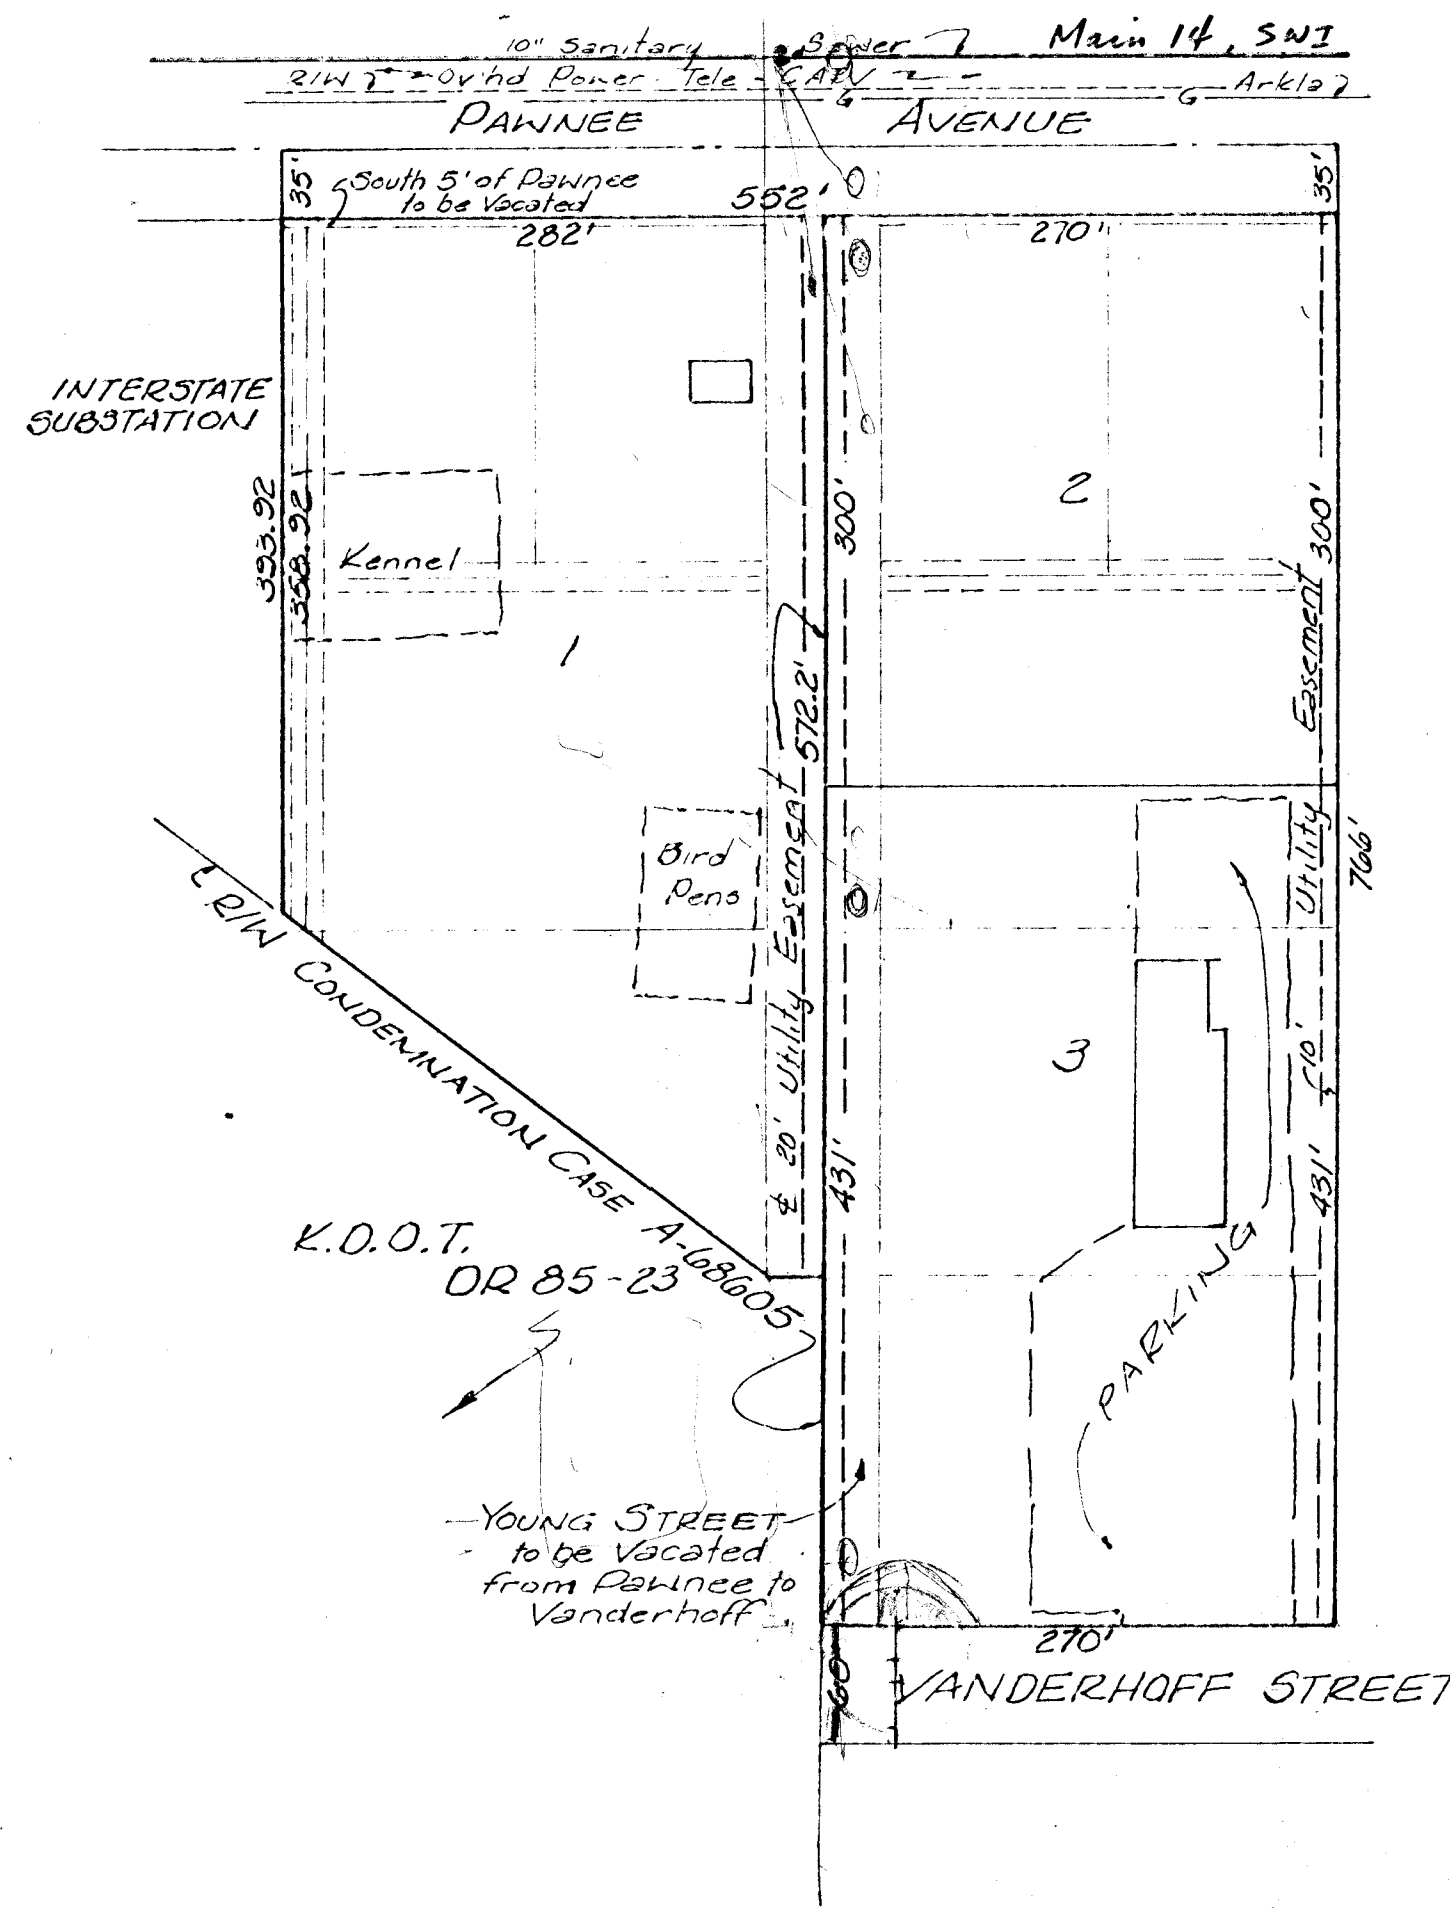 10" Sanitary Sewer Main 14, SWI
R/W Ov'hd Power - Tele - CATV G G Arkla
PAWNEE AVENUE
35'
South 5' of Pawnee
to be Vacated
552'
35'
282'
270'
INTERSTATE
SUBSTATION
393.92
358.92
Kennel
1
300'
2
300'
572.2'
¢ 20' Utility Easement
10' Utility Easement
766'
Bird
Pens
R/W CONDEMNATION CASE A-68605
3
431'
431'
PARKING
K.D.O.T.
OR 85-23
YOUNG STREET
to be Vacated
from Pawnee to
Vanderhoff
270'
60'
VANDERHOFF STREET